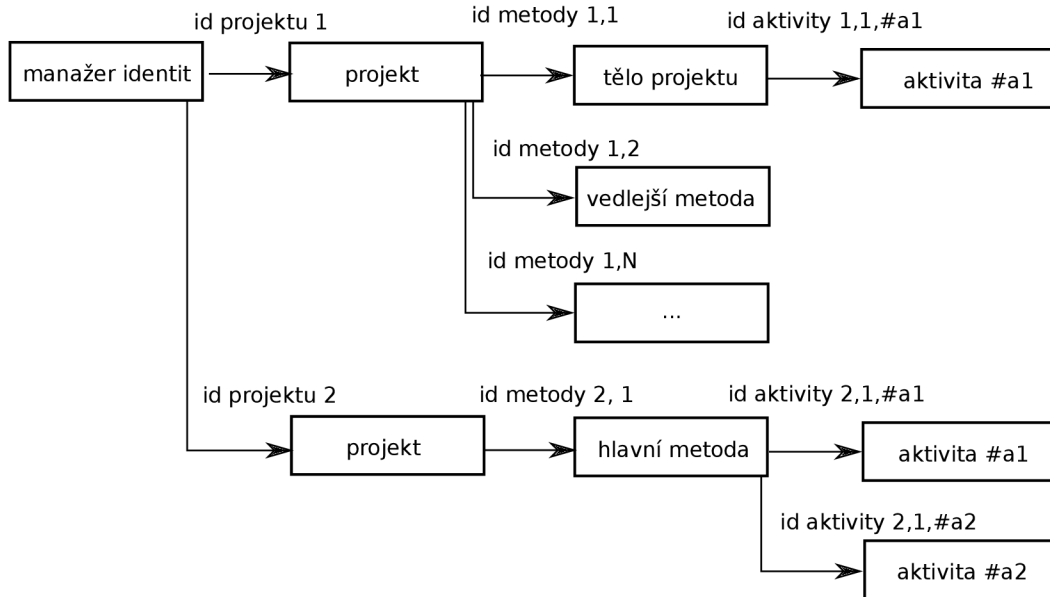 id projektu 1
id metody 1,1
id aktivity 1,1,#a1
manažer identit
projekt
tělo projektu
aktivita #a1
id metody 1,2
vedlejší metoda
id metody 1,N
...
id projektu 2
id metody 2, 1
id aktivity 2,1,#a1
projekt
hlavní metoda
aktivita #a1
id aktivity 2,1,#a2
aktivita #a2